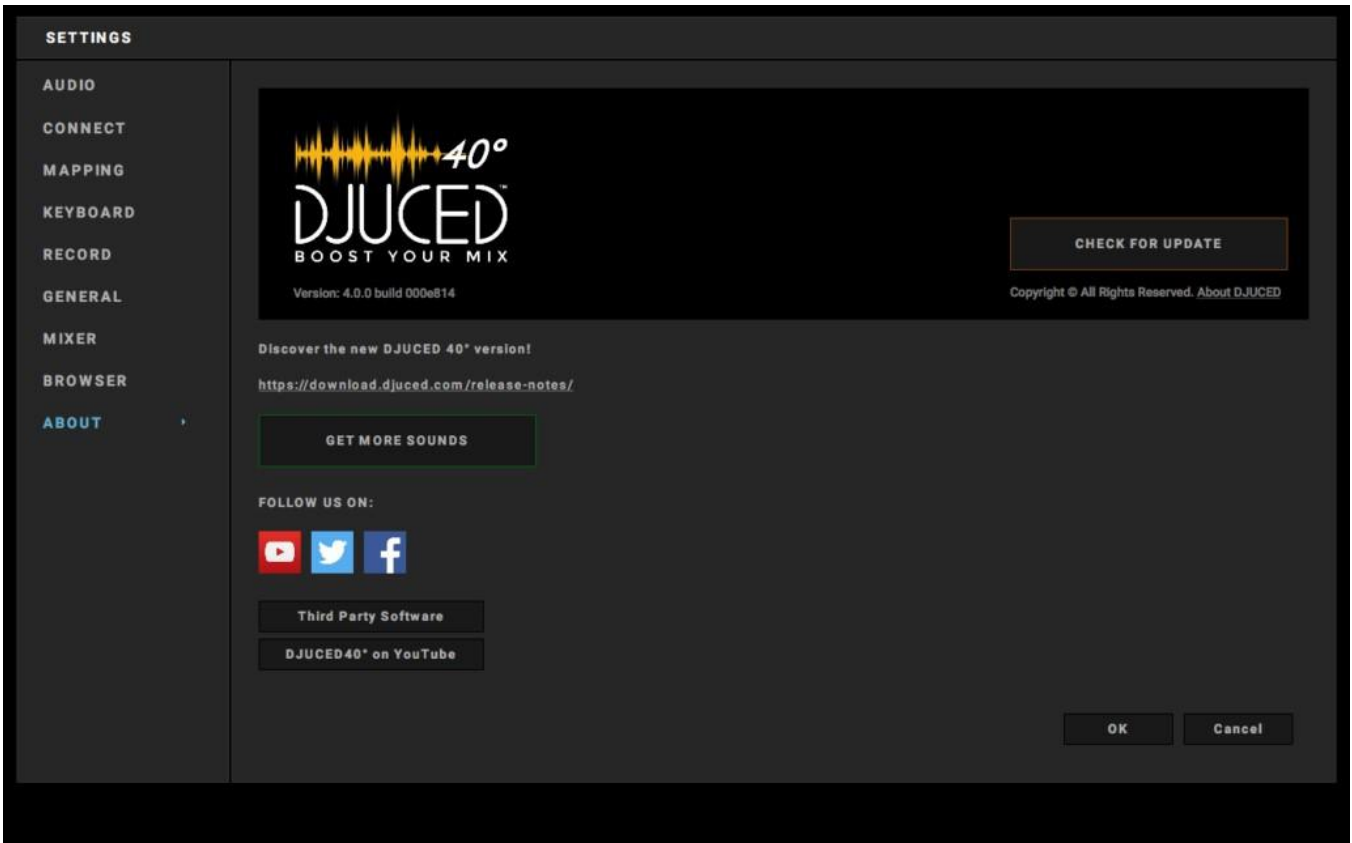 SETTINGS
AUDIO
CONNECT
MAPPING
KEYBOARD
RECORD
GENERAL
MIXER
BROWSER
ABOUT
40°
DJUCED™
BOOST YOUR MIX
Version: 4.0.0 build 000e814
CHECK FOR UPDATE
Copyright © All Rights Reserved. About DJUCED
Discover the new DJUCED 40° version!
https://download.djuced.com/release-notes/
GET MORE SOUNDS
FOLLOW US ON:
Third Party Software
DJUCED40° on YouTube
OK Cancel